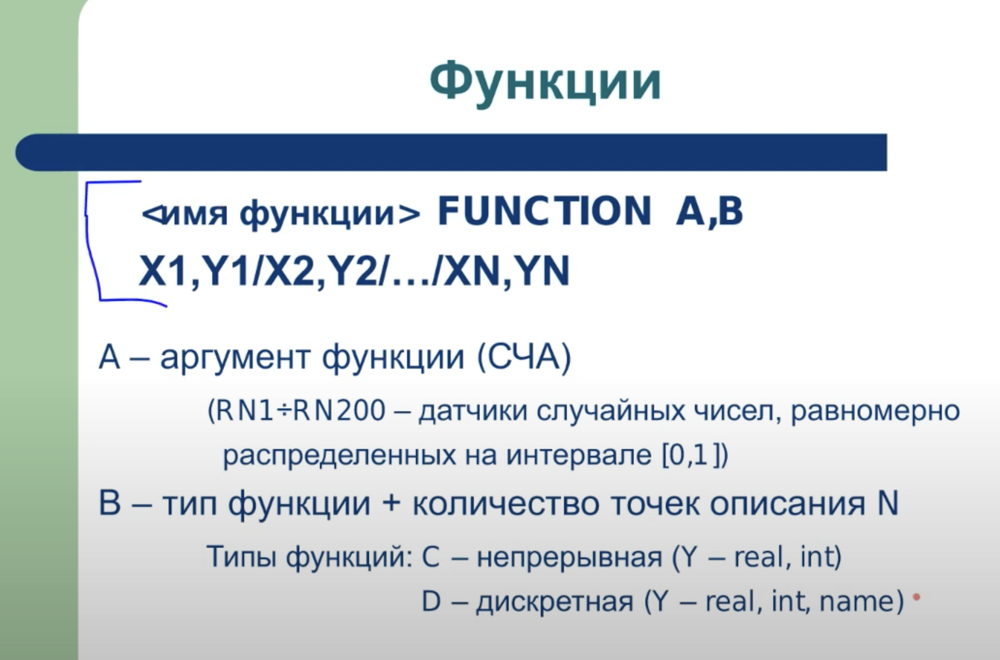 Функции
<имя функции> FUNCTION A,B
X1,Y1/X2,Y2/…/XN,YN
A – аргумент функции (СЧА)
(RN1÷RN200 – датчики случайных чисел, равномерно
распределенных на интервале [0,1])
B – тип функции + количество точек описания N
Типы функций: C – непрерывная (Y – real, int)
D – дискретная (Y – real, int, name)